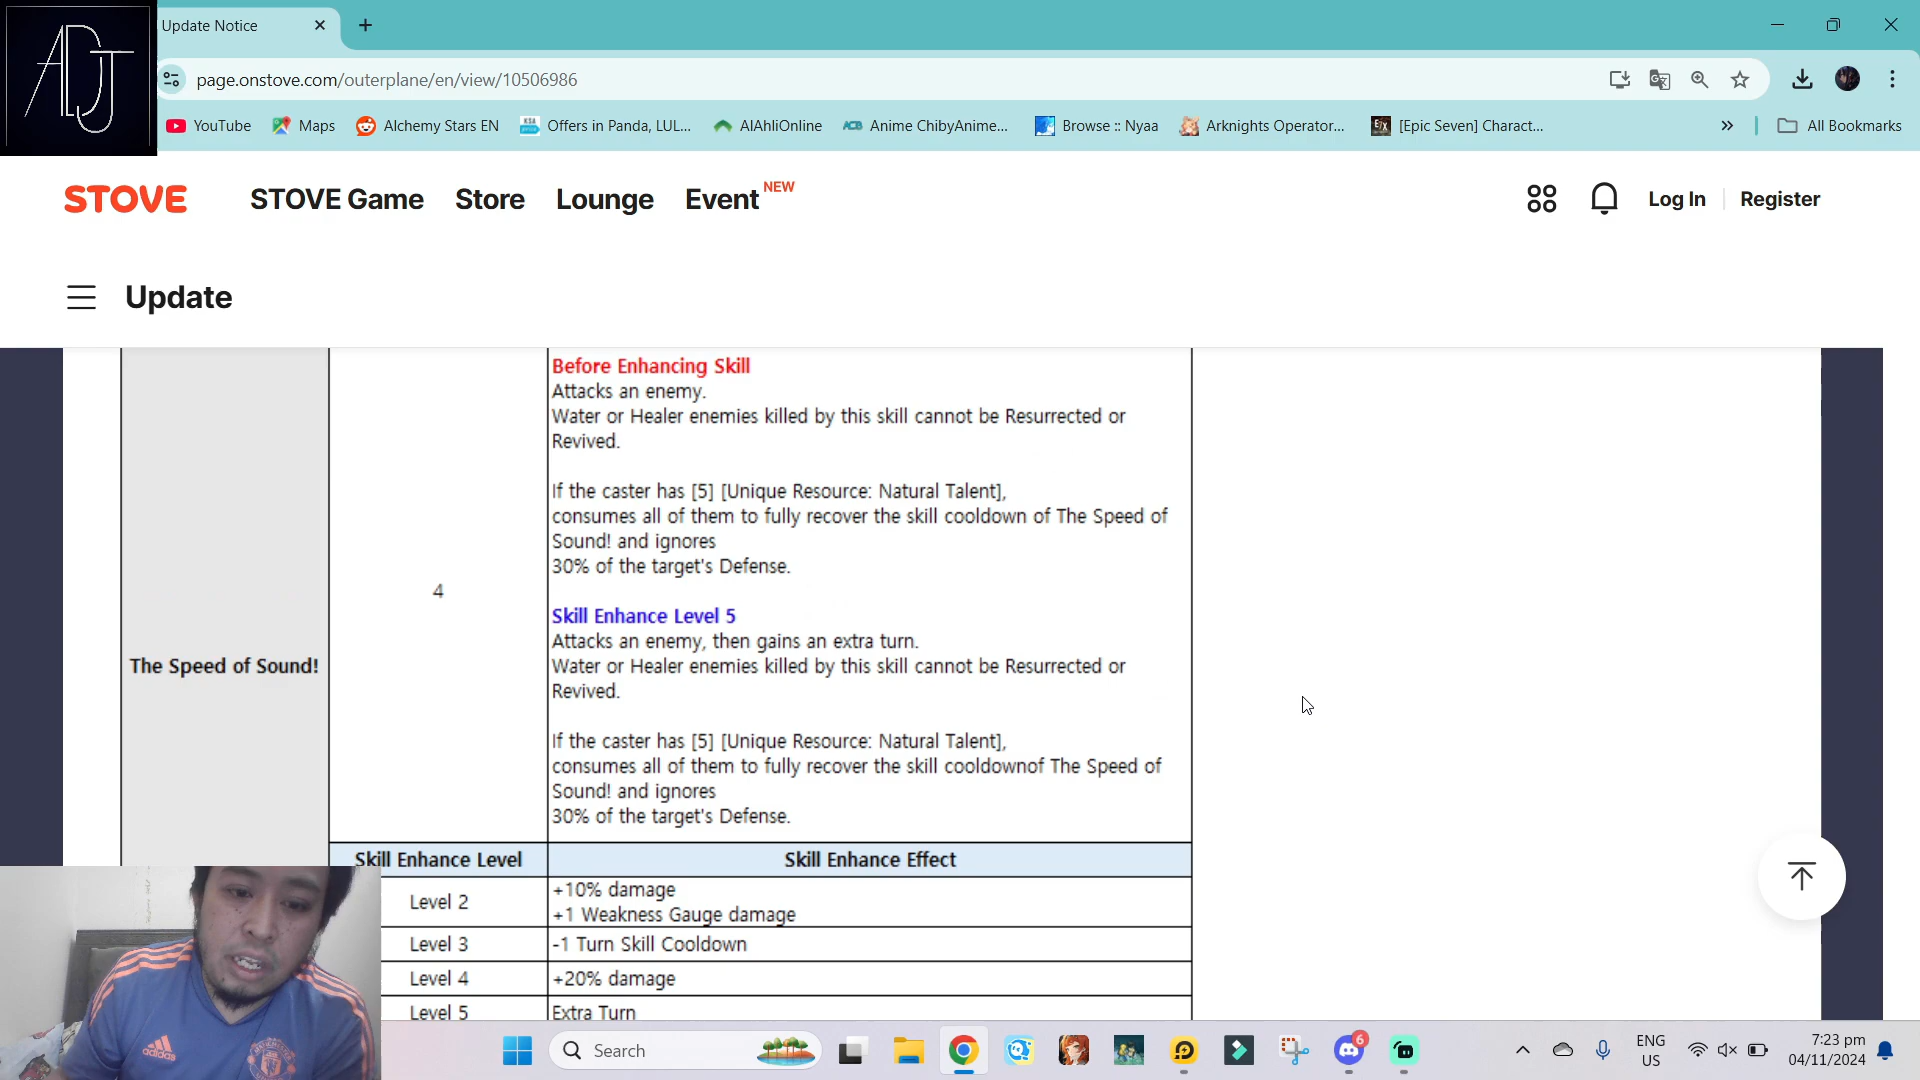 ADJ
Update Notice
page.onstove.com/outerplane/en/view/10506986
YouTube
Maps
Alchemy Stars EN
Offers in Panda, LUL...
AlAhliOnline
Anime ChibyAnime...
Browse :: Nyaa
Arknights Operator...
[Epic Seven] Charact...
All Bookmarks
STOVE
STOVE Game
Store
Lounge
Event
NEW
Log In
Register
Update
The Speed of Sound!
4
Before Enhancing Skill
Attacks an enemy.
Water or Healer enemies killed by this skill cannot be Resurrected or
Revived.
If the caster has [5] [Unique Resource: Natural Talent],
consumes all of them to fully recover the skill cooldown of The Speed of
Sound! and ignores
30% of the target's Defense.
Skill Enhance Level 5
Attacks an enemy, then gains an extra turn.
Water or Healer enemies killed by this skill cannot be Resurrected or
Revived.
If the caster has [5] [Unique Resource: Natural Talent],
consumes all of them to fully recover the skill cooldownof The Speed of
Sound! and ignores
30% of the target's Defense.
Skill Enhance Level
Skill Enhance Effect
Level 2
+10% damage
+1 Weakness Gauge damage
Level 3
-1 Turn Skill Cooldown
Level 4
+20% damage
Level 5
Extra Turn
adidas
Search
6
ENG
US
7:23 pm
04/11/2024